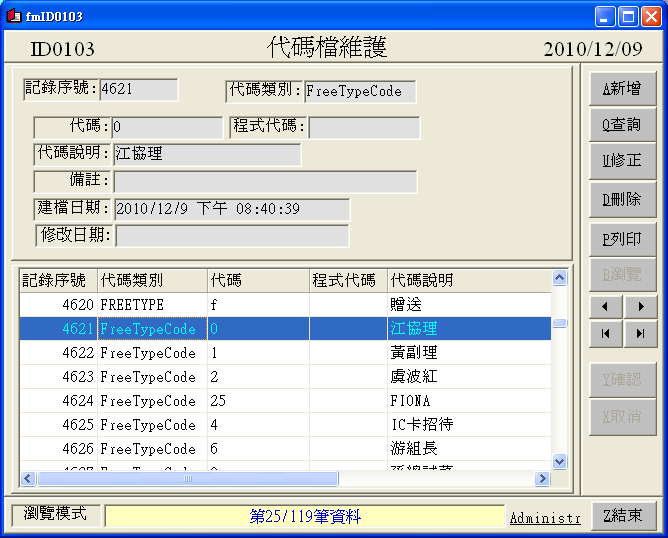 fmID0103
ID0103 代碼檔維護 2010/12/09
記錄序號: 4621 代碼類別: FreeTypeCode
代碼: 0 程式代碼:
代碼說明: 江協理
備註:
建檔日期: 2010/12/9 下午 08:40:39
修改日期:
A新增
Q查詢
U修正
D刪除
P列印
B瀏覽
Y確認
X取消
記錄序號 代碼類別 代碼 程式代碼 代碼說明
4620 FREETYPE f 贈送
4621 FreeTypeCode 0 江協理
4622 FreeTypeCode 1 黃副理
4623 FreeTypeCode 2 虞波紅
4624 FreeTypeCode 25 FIONA
4625 FreeTypeCode 4 IC卡招待
4626 FreeTypeCode 6 游組長
瀏覽模式 第25/119筆資料 Administr Z結束